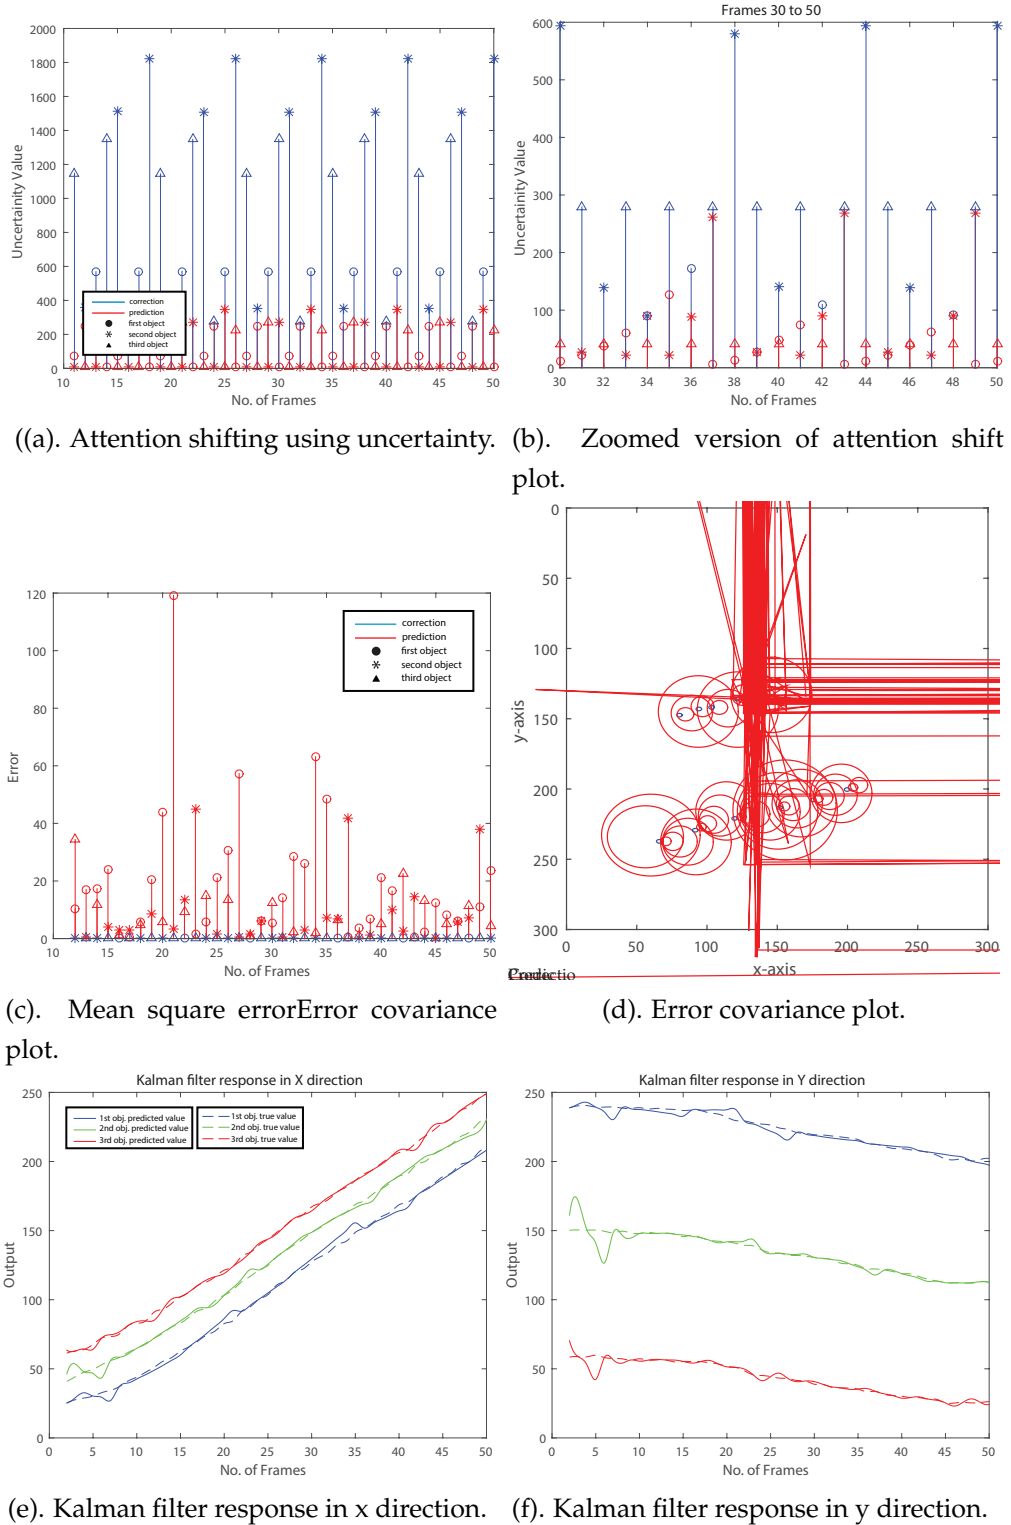 2000
1800
1600
1400
1200
1000
800
600
400
200
0
Uncertainity Value
correction
prediction
first object
second object
third object
10 15 20 25 30 35 40 45 50
No. of Frames
((a). Attention shifting using uncertainty.
Frames 30 to 50
600
500
400
300
200
100
0
Uncertainity Value
30 32 34 36 38 40 42 44 46 48 50
No. of Frames
(b). Zoomed version of attention shift
plot.
120
100
80
60
40
20
0
Error
correction
prediction
first object
second object
third object
10 15 20 25 30 35 40 45 50
No. of Frames
(c). Mean square errorError covariance
plot.
0
50
100
150
200
250
300
y-axis
0 50 100 150 200 250 300
x-axis
(d). Error covariance plot.
Kalman filter response in X direction
250
200
150
100
50
0
Output
1st obj. predicted value
2nd obj. predicted value
3rd obj. predicted value
1st obj. true value
2nd obj. true value
3rd obj. true value
0 5 10 15 20 25 30 35 40 45 50
No. of Frames
(e). Kalman filter response in x direction.
Kalman filter response in Y direction
250
200
150
100
50
0
Output
0 5 10 15 20 25 30 35 40 45 50
No. of Frames
(f). Kalman filter response in y direction.